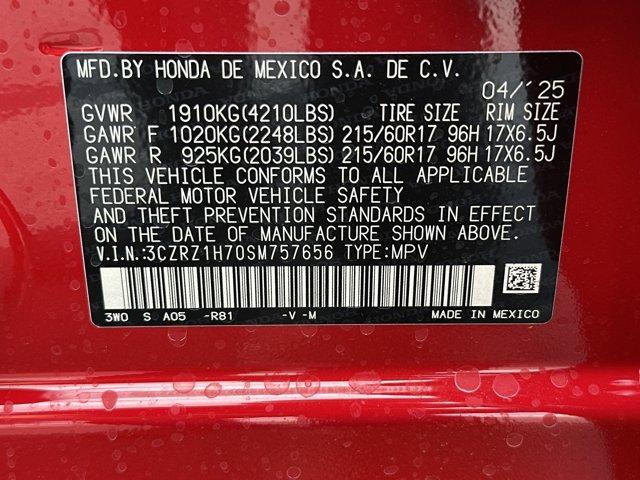 MFD.BY HONDA DE MEXICO S.A. DE C.V.
04/'25
GVWR 1910KG(4210LBS) TIRE SIZE RIM SIZE
GAWR F 1020KG(2248LBS) 215/60R17 96H 17X6.5J
GAWR R 925KG(2039LBS) 215/60R17 96H 17X6.5J
THIS VEHICLE CONFORMS TO ALL APPLICABLE
FEDERAL MOTOR VEHICLE SAFETY
AND THEFT PREVENTION STANDARDS IN EFFECT
ON THE DATE OF MANUFACTURE SHOWN ABOVE.
V.I.N.:3CZRZ1H70SM757656 TYPE:MPV
3W0 S A05 -R81 -V -M MADE IN MEXICO